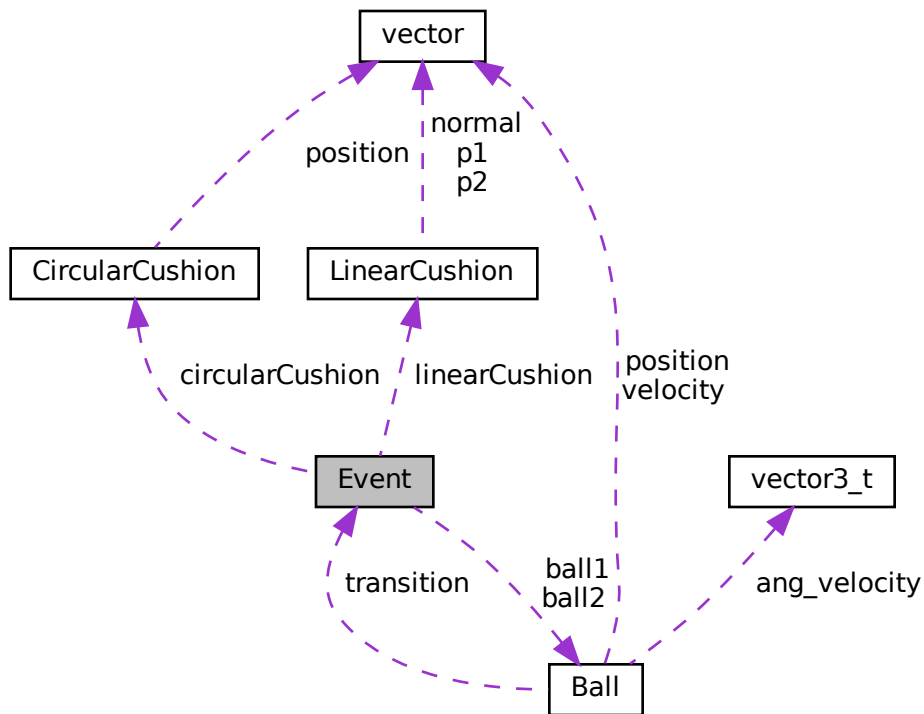 vector
normal
position
p1
p2
CircularCushion
LinearCushion
position
velocity
circularCushion
linearCushion
Event
vector3_t
ball1
transition
ang_velocity
ball2
Ball